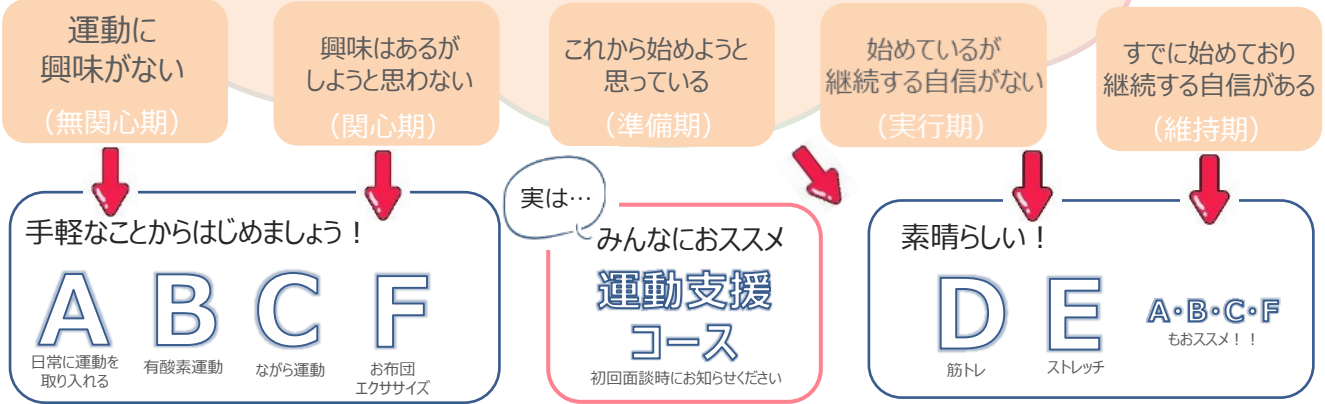 運動に
興味がない
（無関心期）
興味はあるが
しようと思わない
（関心期）
これから始めようと
思っている
（準備期）
始めているが
継続する自信がない
（実行期）
すでに始めており
継続する自信がある
（維持期）
手軽なことからはじめましょう！
A
日常に運動を
取り入れる
B
有酸素運動
C
ながら運動
F
お布団
エクササイズ
実は…
みんなにおススメ
運動支援
コース
初回面談時にお知らせください
素晴らしい！
D
筋トレ
E
ストレッチ
A・B・C・F
もおススメ！！